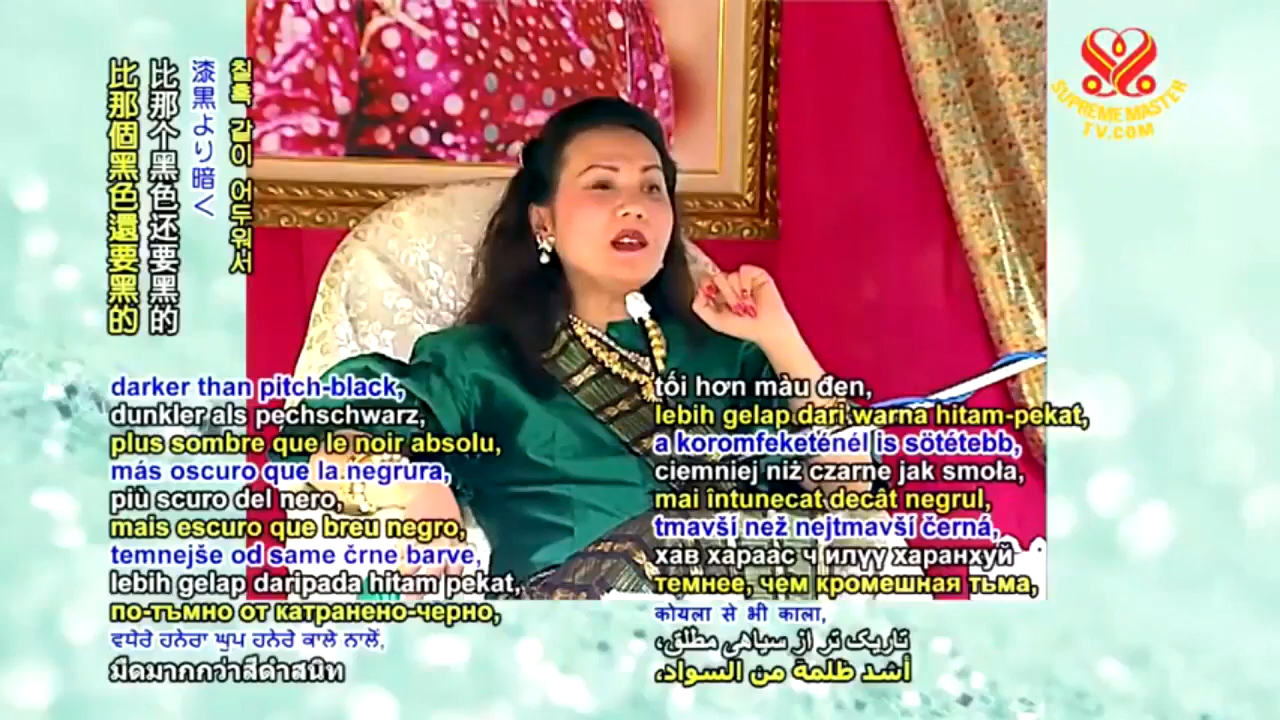 칠흑 같이 어두워서
漆黒より暗く
比那个黑色还要黑的
比那個黑色還要黑的
SUPREME MASTER
TV.COM
darker than pitch-black,
dunkler als pechschwarz,
plus sombre que le noir absolu,
más oscuro que la negrura,
più scuro del nero,
mais escuro que breu negro,
temnejše od same črne barve,
lebih gelap daripada hitam pekat,
по-тъмно от катранено-черно,
ਵਧੇਰੇ ਹਨੇਰਾ ਘੁਪ ਹਨੇਰੇ ਕਾਲੇ ਨਾਲੋਂ,
มืดมากกว่าสีดำสนิท
tối hơn màu đen,
lebih gelap dari warna hitam-pekat,
a koromfeketénél is sötétebb,
ciemniej niż czarne jak smoła,
mai întunecat decât negrul,
tmavší než nejtmavší černá,
хав хараас ч илүү харанхуй
темнее, чем кромешная тьма,
कोयला से भी काला,
تاریک تر از سیاهی مطلق،
أشد ظلمة من السواد،